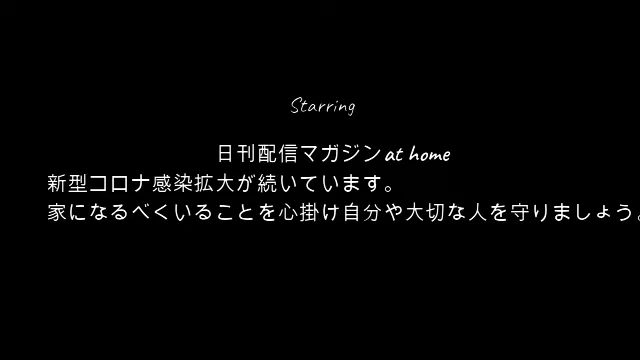 Starring
日刊配信マガジンat home
新型コロナ感染拡大が続いています。
家になるべくいることを心掛け自分や大切な人を守りましょう。